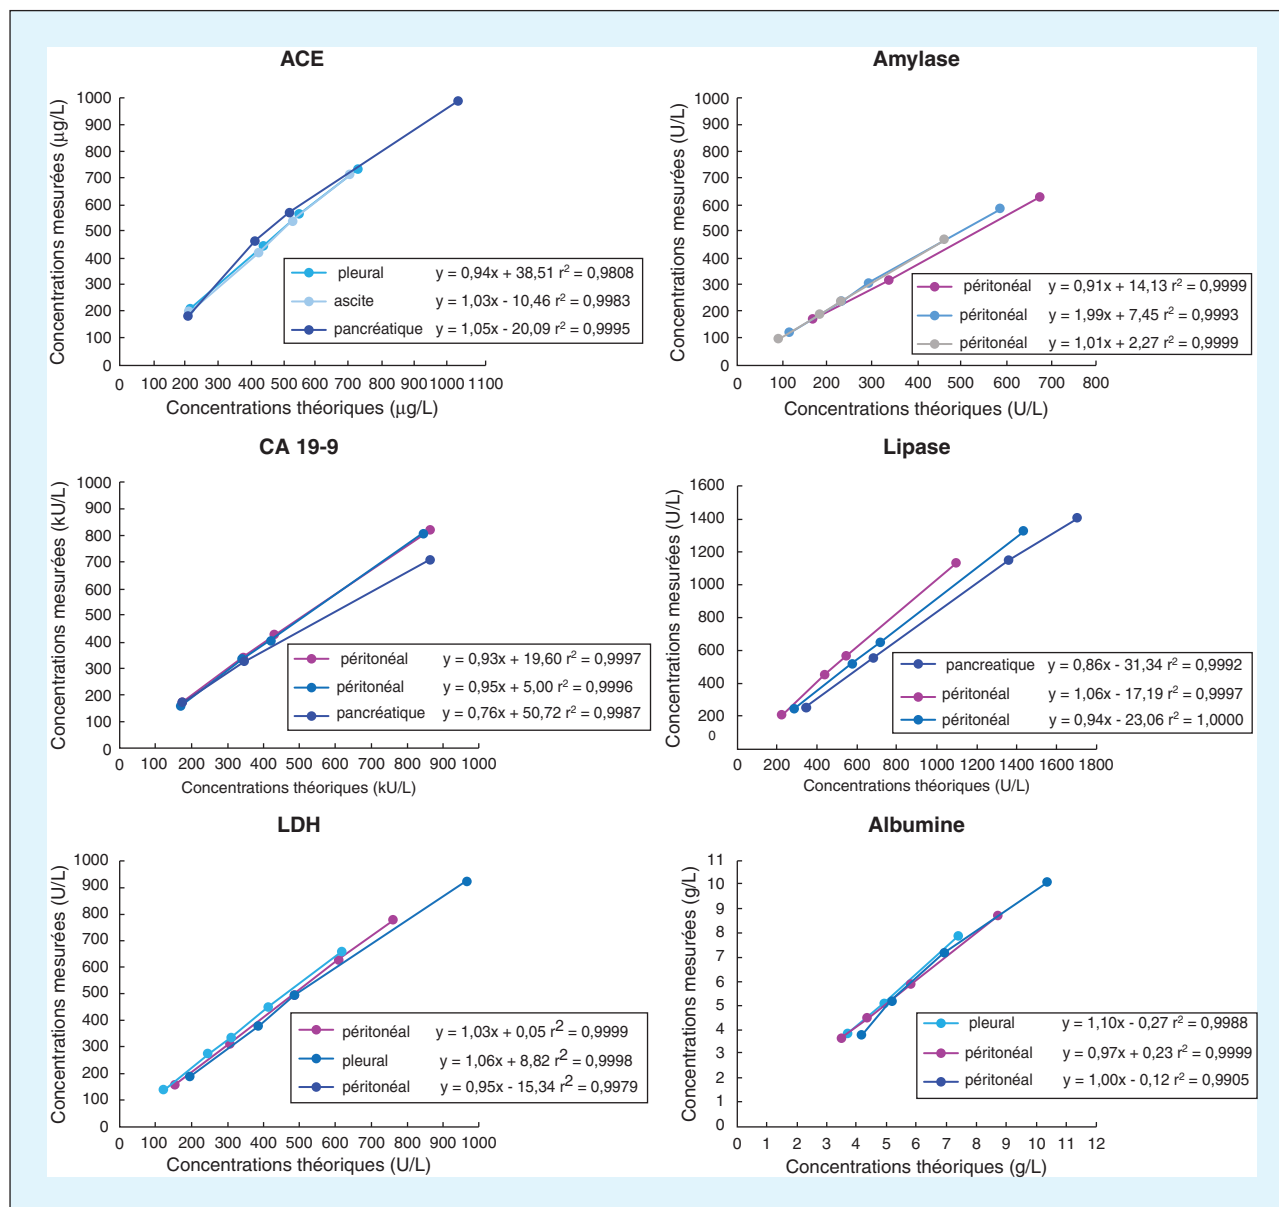 ACE
Concentrations mesurées (µg/L)
1000
900
800
700
600
500
400
300
200
100
0
pleural y = 0,94x + 38,51 r² = 0,9808
ascite y = 1,03x - 10,46 r² = 0,9983
pancréatique y = 1,05x - 20,09 r² = 0,9995
0 100 200 300 400 500 600 700 800 900 1000 1100
Concentrations théoriques (µg/L)
Amylase
Concentrations mesurées (U/L)
1000
900
800
700
600
500
400
300
200
100
0
péritonéal y = 0,91x + 14,13 r² = 0,9999
péritonéal y = 1,99x + 7,45 r² = 0,9993
péritonéal y = 1,01x + 2,27 r² = 0,9999
0 100 200 300 400 500 600 700 800
Concentrations théoriques (U/L)
CA 19-9
Concentrations mesurées (kU/L)
1000
900
800
700
600
500
400
300
200
100
0
péritonéal y = 0,93x + 19,60 r² = 0,9997
péritonéal y = 0,95x + 5,00 r² = 0,9996
pancréatique y = 0,76x + 50,72 r² = 0,9987
0 100 200 300 400 500 600 700 800 900 1000
Concentrations théoriques (kU/L)
Lipase
Concentrations mesurées (U/L)
1600
1400
1200
1000
800
600
400
200
0
pancreatique y = 0,86x - 31,34 r² = 0,9992
péritonéal y = 1,06x - 17,19 r² = 0,9997
péritonéal y = 0,94x - 23,06 r² = 1,0000
0 200 400 600 800 1000 1200 1400 1600 1800
Concentrations théoriques (U/L)
LDH
Concentrations mesurées (U/L)
1000
900
800
700
600
500
400
300
200
100
0
péritonéal y = 1,03x + 0,05 r² = 0,9999
pleural y = 1,06x + 8,82 r² = 0,9998
péritonéal y = 0,95x - 15,34 r² = 0,9979
0 100 200 300 400 500 600 700 800 900 1000
Concentrations théoriques (U/L)
Albumine
Concentrations mesurées (g/L)
11
10
9
8
7
6
5
4
3
2
1
0
pleural y = 1,10x - 0,27 r² = 0,9988
péritonéal y = 0,97x + 0,23 r² = 0,9999
péritonéal y = 1,00x - 0,12 r² = 0,9905
0 1 2 3 4 5 6 7 8 9 10 11 12
Concentrations théoriques (g/L)